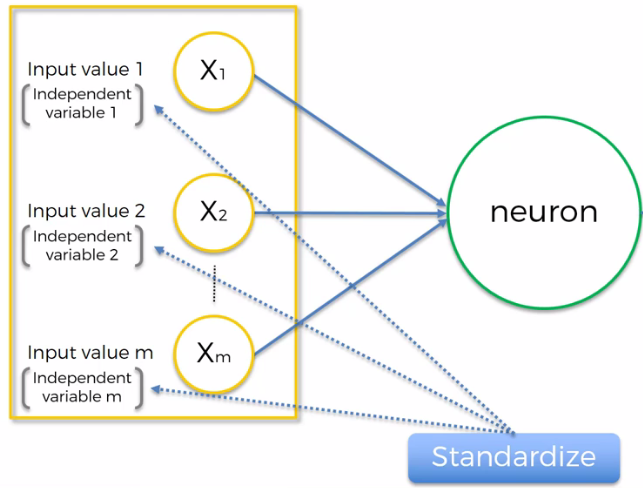 Input value 1
Independent
variable 1
X1
Input value 2
Independent
variable 2
X2
Input value m
Independent
variable m
Xm
neuron
Standardize